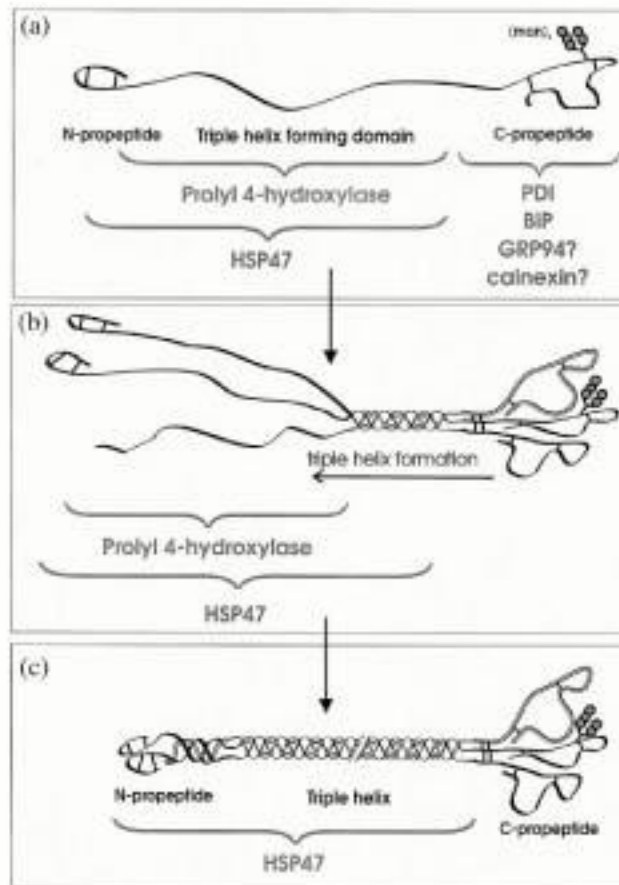 (a)
(man)n
N-propeptide Triple helix forming domain C-propeptide
Prolyl 4-hydroxylase
HSP47
PDI
BiP
GRP94?
calnexin?
(b)
triple helix formation
Prolyl 4-hydroxylase
HSP47
(c)
N-propeptide Triple helix C-propeptide
HSP47